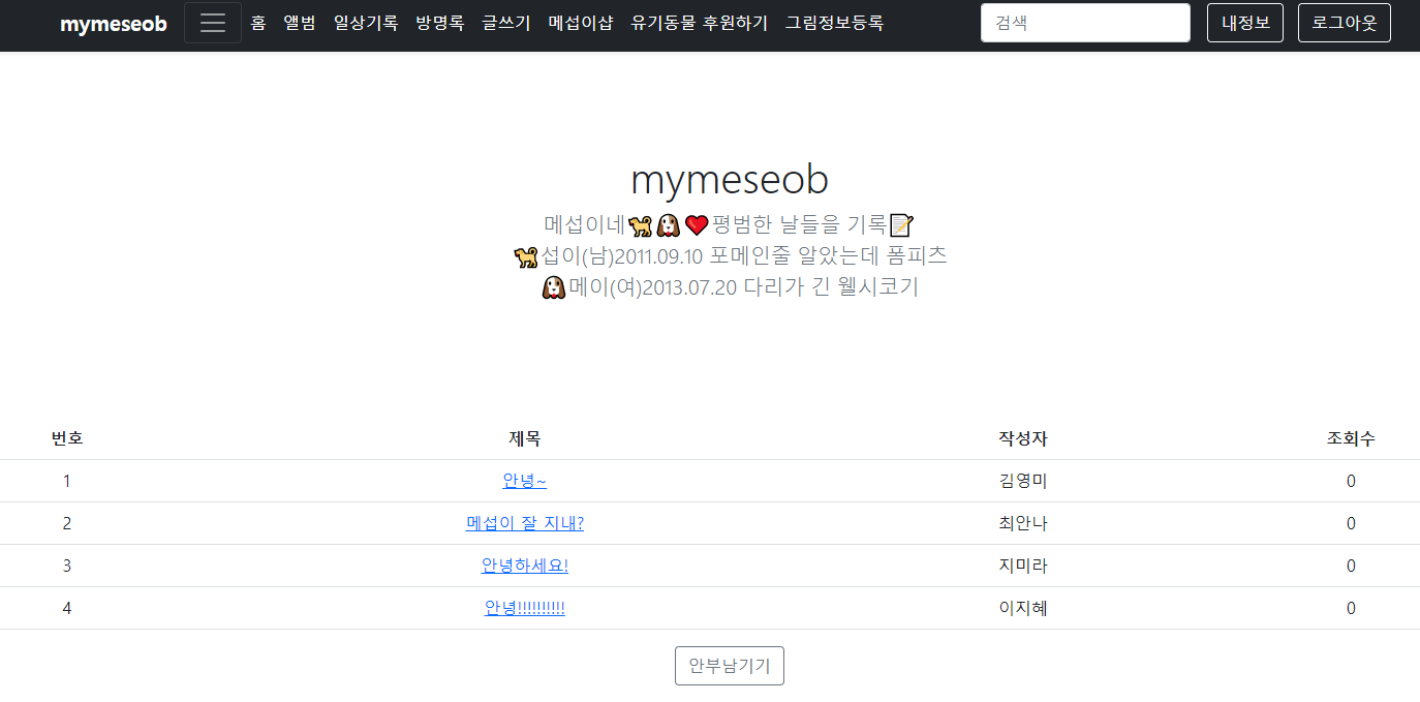 mymeseob 홈 앨범 일상기록 방명록 글쓰기 메섭이샵 유기동물 후원하기 그림정보등록 검색 내정보 로그아웃
mymeseob
메섭이네🐕🐶❤️평범한 날들을 기록📝
🐕섭이(남)2011.09.10 포메인줄 알았는데 폼피츠
🐶메이(여)2013.07.20 다리가 긴 웰시코기
번호 제목 작성자 조회수
1 안녕~ 김영미 0
2 메섭이 잘 지내? 최안나 0
3 안녕하세요! 지미라 0
4 안녕!!!!!!!!!! 이지혜 0
안부남기기